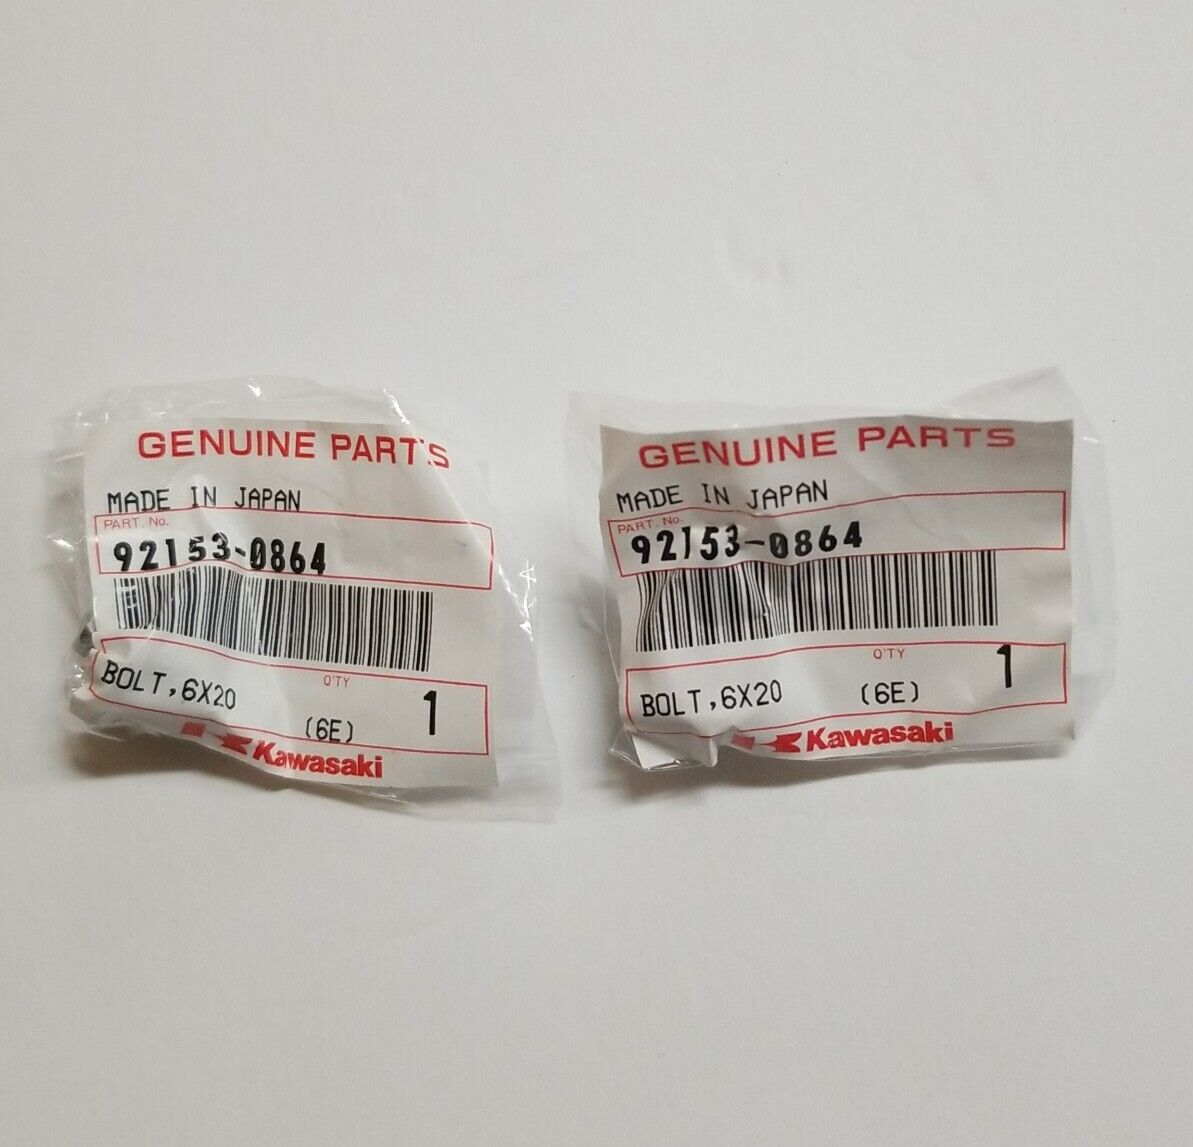 GENUINE PARTS
MADE IN JAPAN
PART. No.
92153-0864
Q'TY
BOLT,6X20 (6E) 1
Kawasaki
GENUINE PARTS
MADE IN JAPAN
PART. No.
92153-0864
Q'TY
BOLT,6X20 (6E) 1
Kawasaki